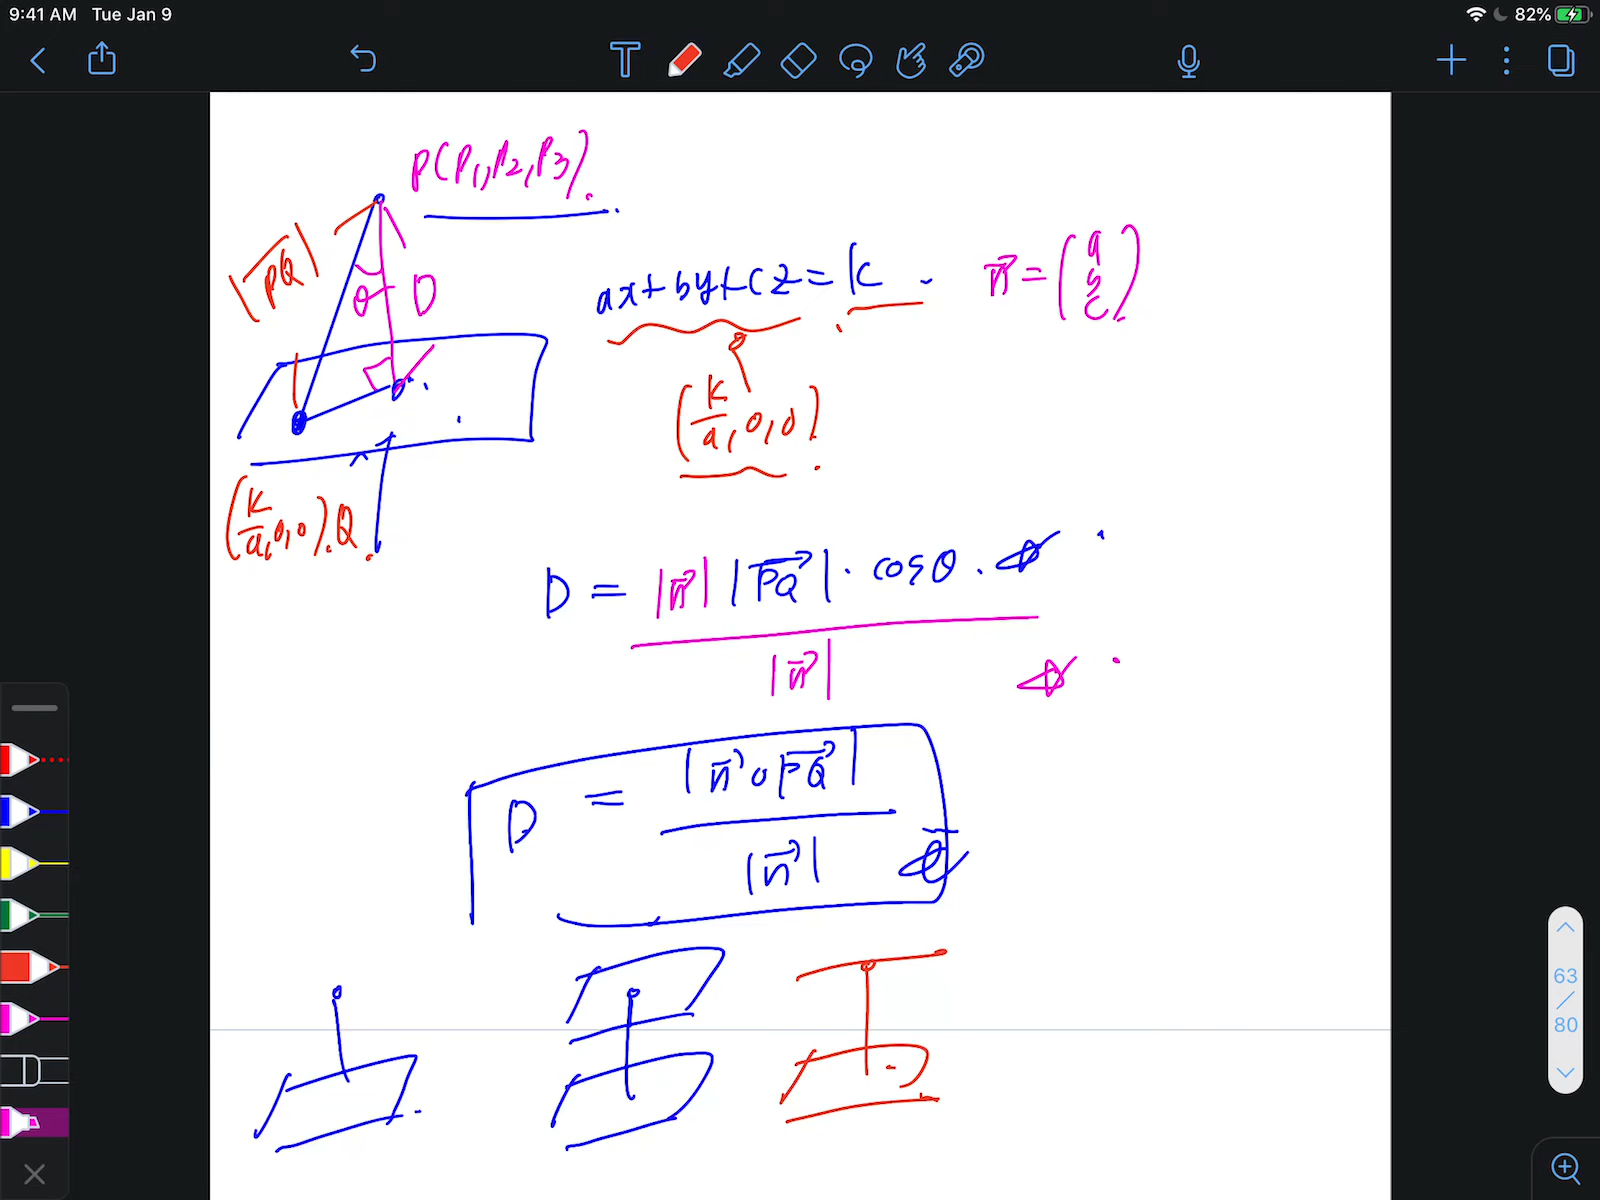 9:41 AM Tue Jan 9
82%
P(P1,P2,P3).
|PQ|
θ
D
ax+by+cz=k
n⃗=(a
b
c)
(k/a,0,0)
(k/a,0,0).Q
D = |n⃗||PQ⃗|·cosθ.
|n⃗|
D = |n⃗∘PQ⃗|
|n⃗|
63
80